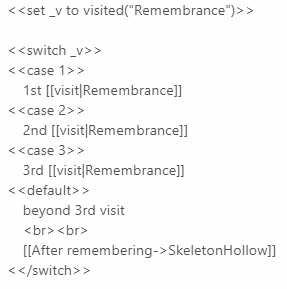 <<set _v to visited("Remembrance")>>

<<switch _v>>
<<case 1>>
    1st [[visit|Remembrance]]
<<case 2>>
    2nd [[visit|Remembrance]]
<<case 3>>
    3rd [[visit|Remembrance]]
<<default>>
    beyond 3rd visit
    <br><br>
    [[After remembering->SkeletonHollow]]
<</switch>>